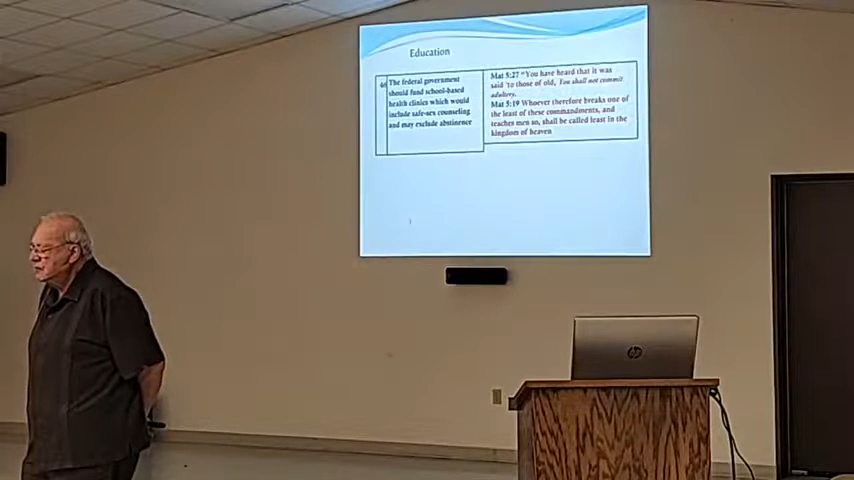 Education
The federal government
should fund school-based
health clinics which would
include safe-sex counseling
and may exclude abstinence
Mat 5:27 "You have heard that it was
said 'to those of old, You shall not commit
adultery.
Mat 5:19 Whoever therefore breaks one of
the least of these commandments, and
teaches men so, shall be called least in the
kingdom of heaven
hp